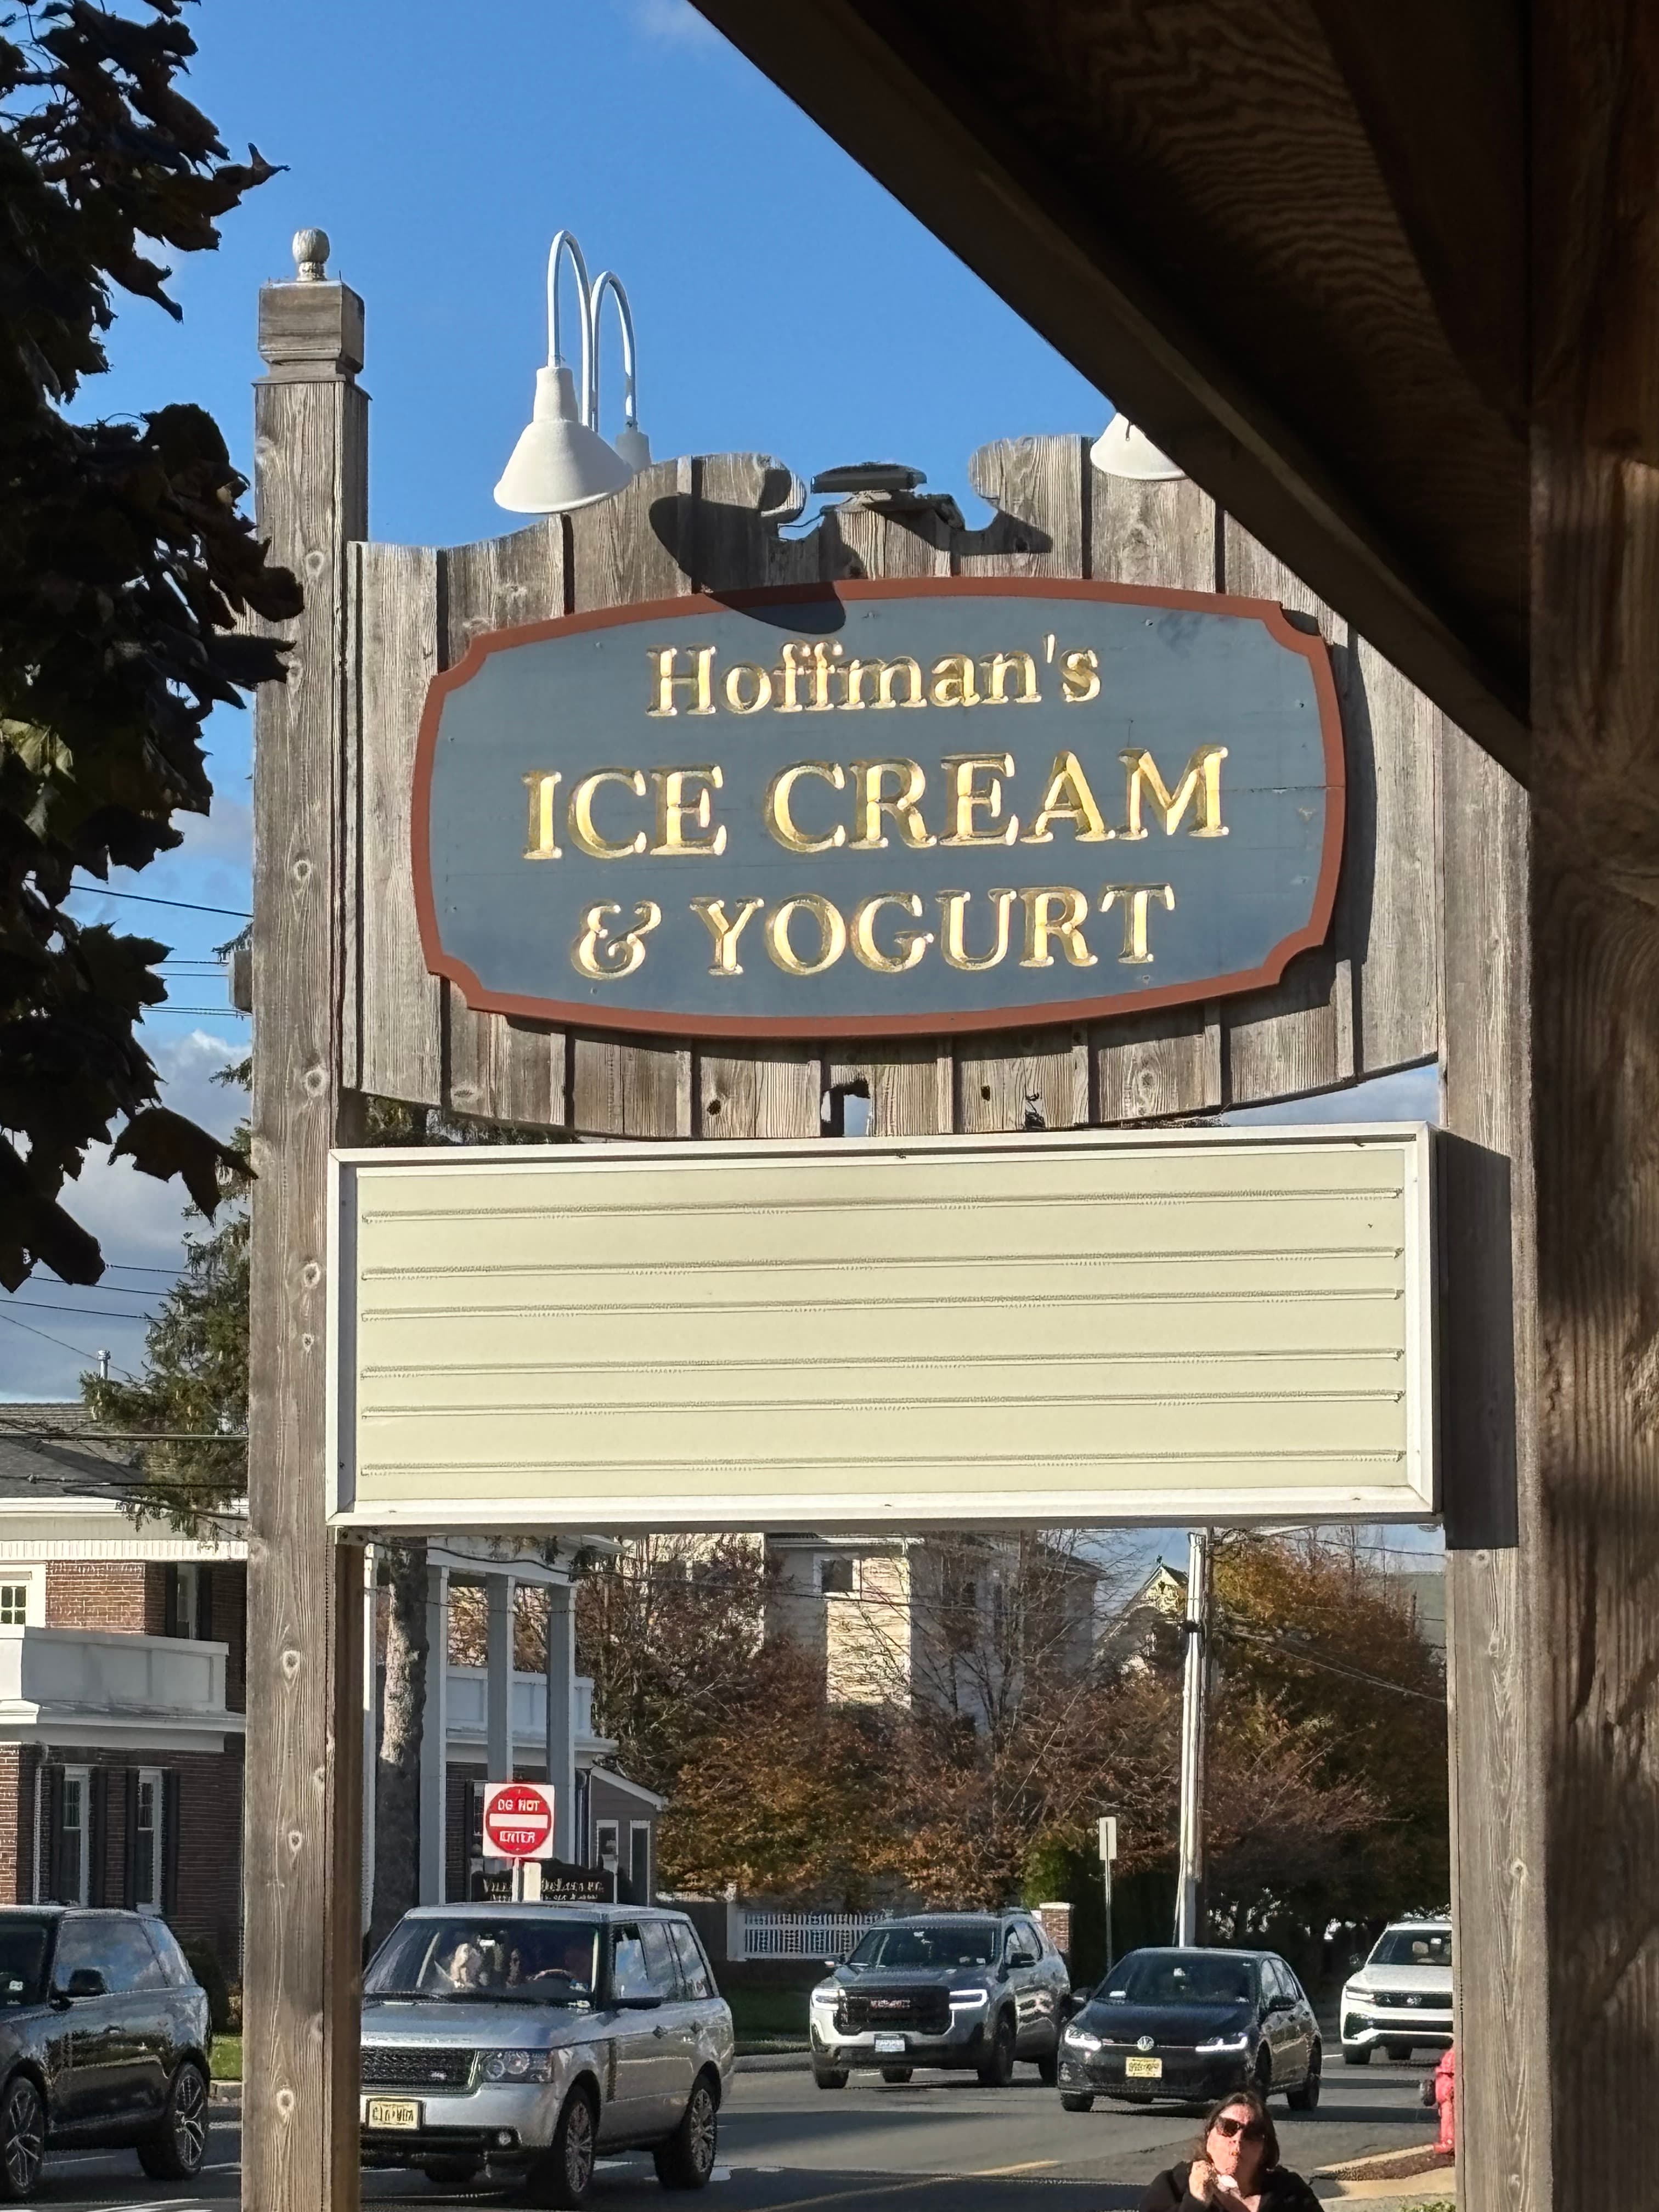 Hoffman's
ICE CREAM
& YOGURT
DO NOT
ENTER